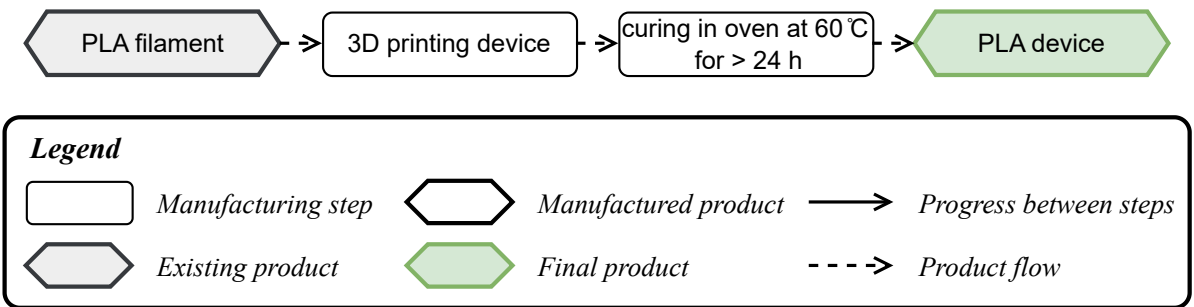 PLA filament
3D printing device
curing in oven at 60 ℃
for > 24 h
PLA device
Legend
Manufacturing step
Manufactured product
Progress between steps
Existing product
Final product
Product flow